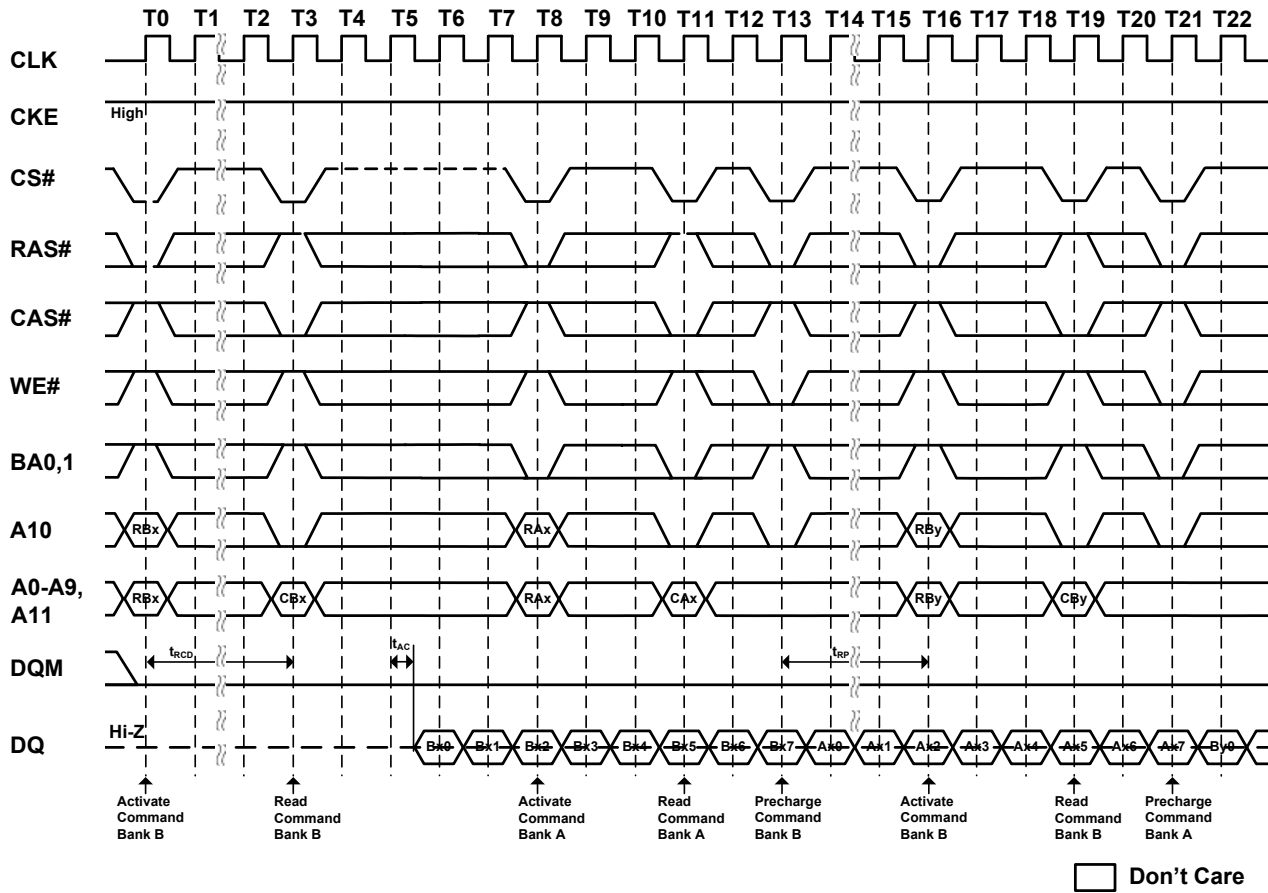 T0 T1 T2 T3 T4 T5 T6 T7 T8 T9 T10 T11 T12 T13 T14 T15 T16 T17 T18 T19 T20 T21 T22
CLK
CKE High
CS#
RAS#
CAS#
WE#
BA0,1
A10 RBx RAx RBy
A0-A9,
A11 RBx CBx RAx CAx RBy CBy
tRCD tAC tRP
DQM
Hi-Z
DQ Bx0 Bx1 Bx2 Bx3 Bx4 Bx5 Bx6 Bx7 Ax0 Ax1 Ax2 Ax3 Ax4 Ax5 Ax6 Ax7 By0
Activate
Command
Bank B
Read
Command
Bank B
Activate
Command
Bank A
Read
Command
Bank A
Precharge
Command
Bank B
Activate
Command
Bank B
Read
Command
Bank B
Precharge
Command
Bank A
Don't Care